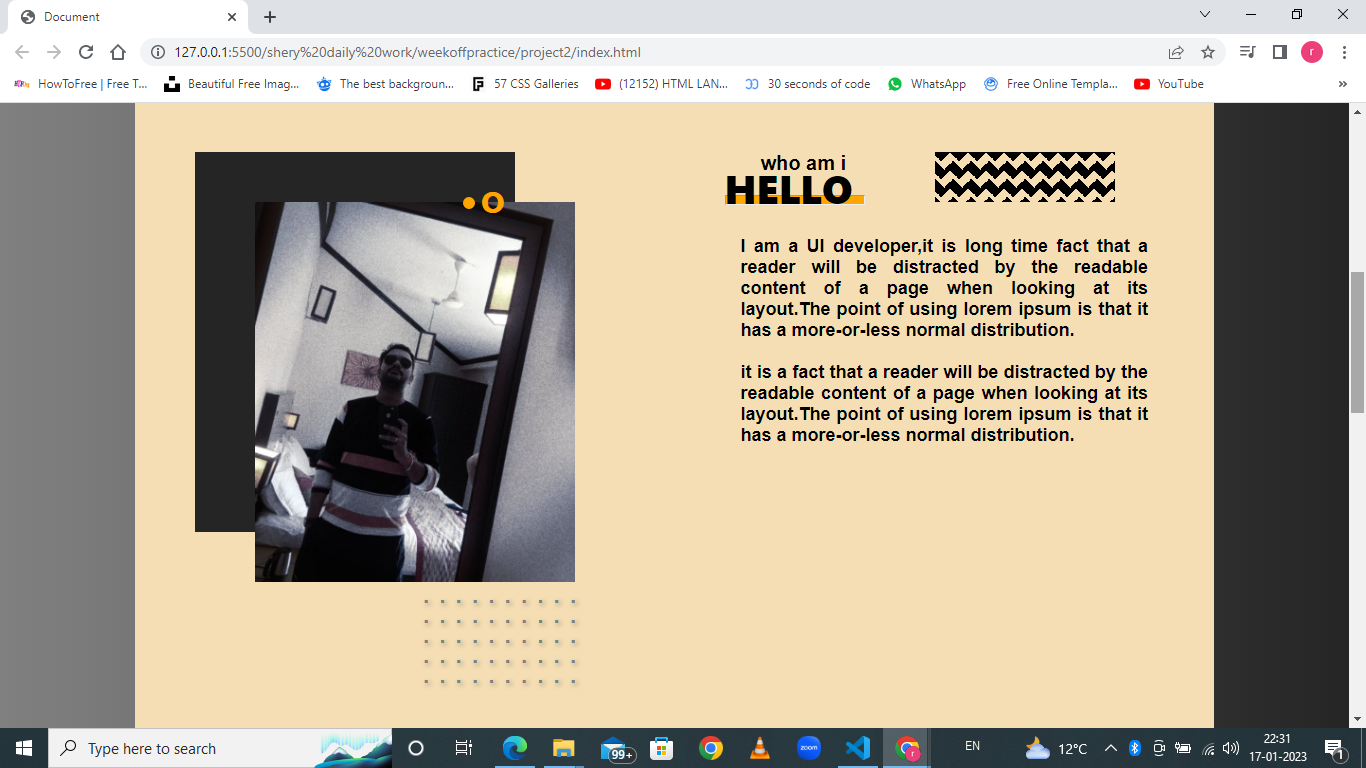 Document
127.0.0.1:5500/shery%20daily%20work/weekoffpractice/project2/index.html
r
HowToFree | Free T...
Beautiful Free Imag...
The best backgroun...
57 CSS Galleries
(12152) HTML LAN...
30 seconds of code
WhatsApp
Free Online Templa...
YouTube
»
who am i
HELLO
I am a UI developer,it is long time fact that a
reader will be distracted by the readable
content of a page when looking at its
layout.The point of using lorem ipsum is that it
has a more-or-less normal distribution.
it is a fact that a reader will be distracted by the
readable content of a page when looking at its
layout.The point of using lorem ipsum is that it
has a more-or-less normal distribution.
Type here to search
99+
zoom
r
EN
12°C
22:31
17-01-2023
1